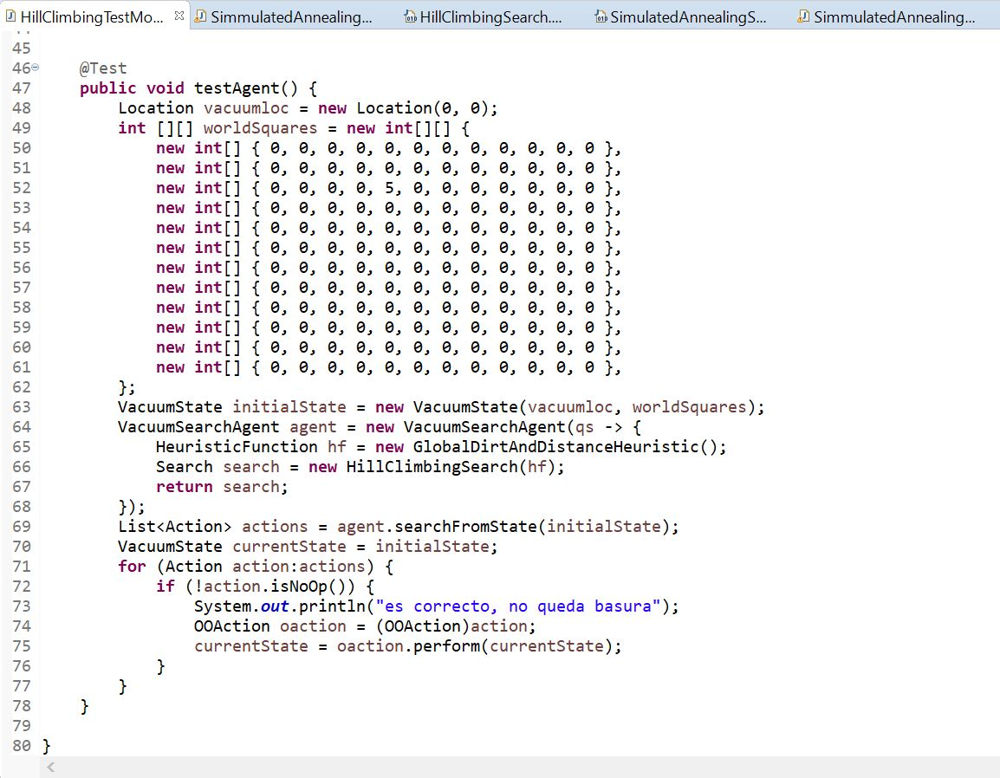 HillClimbingTestMo... SimmulatedAnnealing... HillClimbingSearch.... SimulatedAnnealingS... SimmulatedAnnealing...
45
46 @Test
47 public void testAgent() {
48 Location vacuumloc = new Location(0, 0);
49 int [][] worldSquares = new int[][] {
50 new int[] { 0, 0, 0, 0, 0, 0, 0, 0, 0, 0, 0, 0 },
51 new int[] { 0, 0, 0, 0, 0, 0, 0, 0, 0, 0, 0, 0 },
52 new int[] { 0, 0, 0, 0, 5, 0, 0, 0, 0, 0, 0, 0 },
53 new int[] { 0, 0, 0, 0, 0, 0, 0, 0, 0, 0, 0, 0 },
54 new int[] { 0, 0, 0, 0, 0, 0, 0, 0, 0, 0, 0, 0 },
55 new int[] { 0, 0, 0, 0, 0, 0, 0, 0, 0, 0, 0, 0 },
56 new int[] { 0, 0, 0, 0, 0, 0, 0, 0, 0, 0, 0, 0 },
57 new int[] { 0, 0, 0, 0, 0, 0, 0, 0, 0, 0, 0, 0 },
58 new int[] { 0, 0, 0, 0, 0, 0, 0, 0, 0, 0, 0, 0 },
59 new int[] { 0, 0, 0, 0, 0, 0, 0, 0, 0, 0, 0, 0 },
60 new int[] { 0, 0, 0, 0, 0, 0, 0, 0, 0, 0, 0, 0 },
61 new int[] { 0, 0, 0, 0, 0, 0, 0, 0, 0, 0, 0, 0 },
62 };
63 VacuumState initialState = new VacuumState(vacuumloc, worldSquares);
64 VacuumSearchAgent agent = new VacuumSearchAgent(qs -> {
65 HeuristicFunction hf = new GlobalDirtAndDistanceHeuristic();
66 Search search = new HillClimbingSearch(hf);
67 return search;
68 });
69 List<Action> actions = agent.searchFromState(initialState);
70 VacuumState currentState = initialState;
71 for (Action action:actions) {
72 if (!action.isNoOp()) {
73 System.out.println("es correcto, no queda basura");
74 OOAction oaction = (OOAction)action;
75 currentState = oaction.perform(currentState);
76 }
77 }
78 }
79
80 }